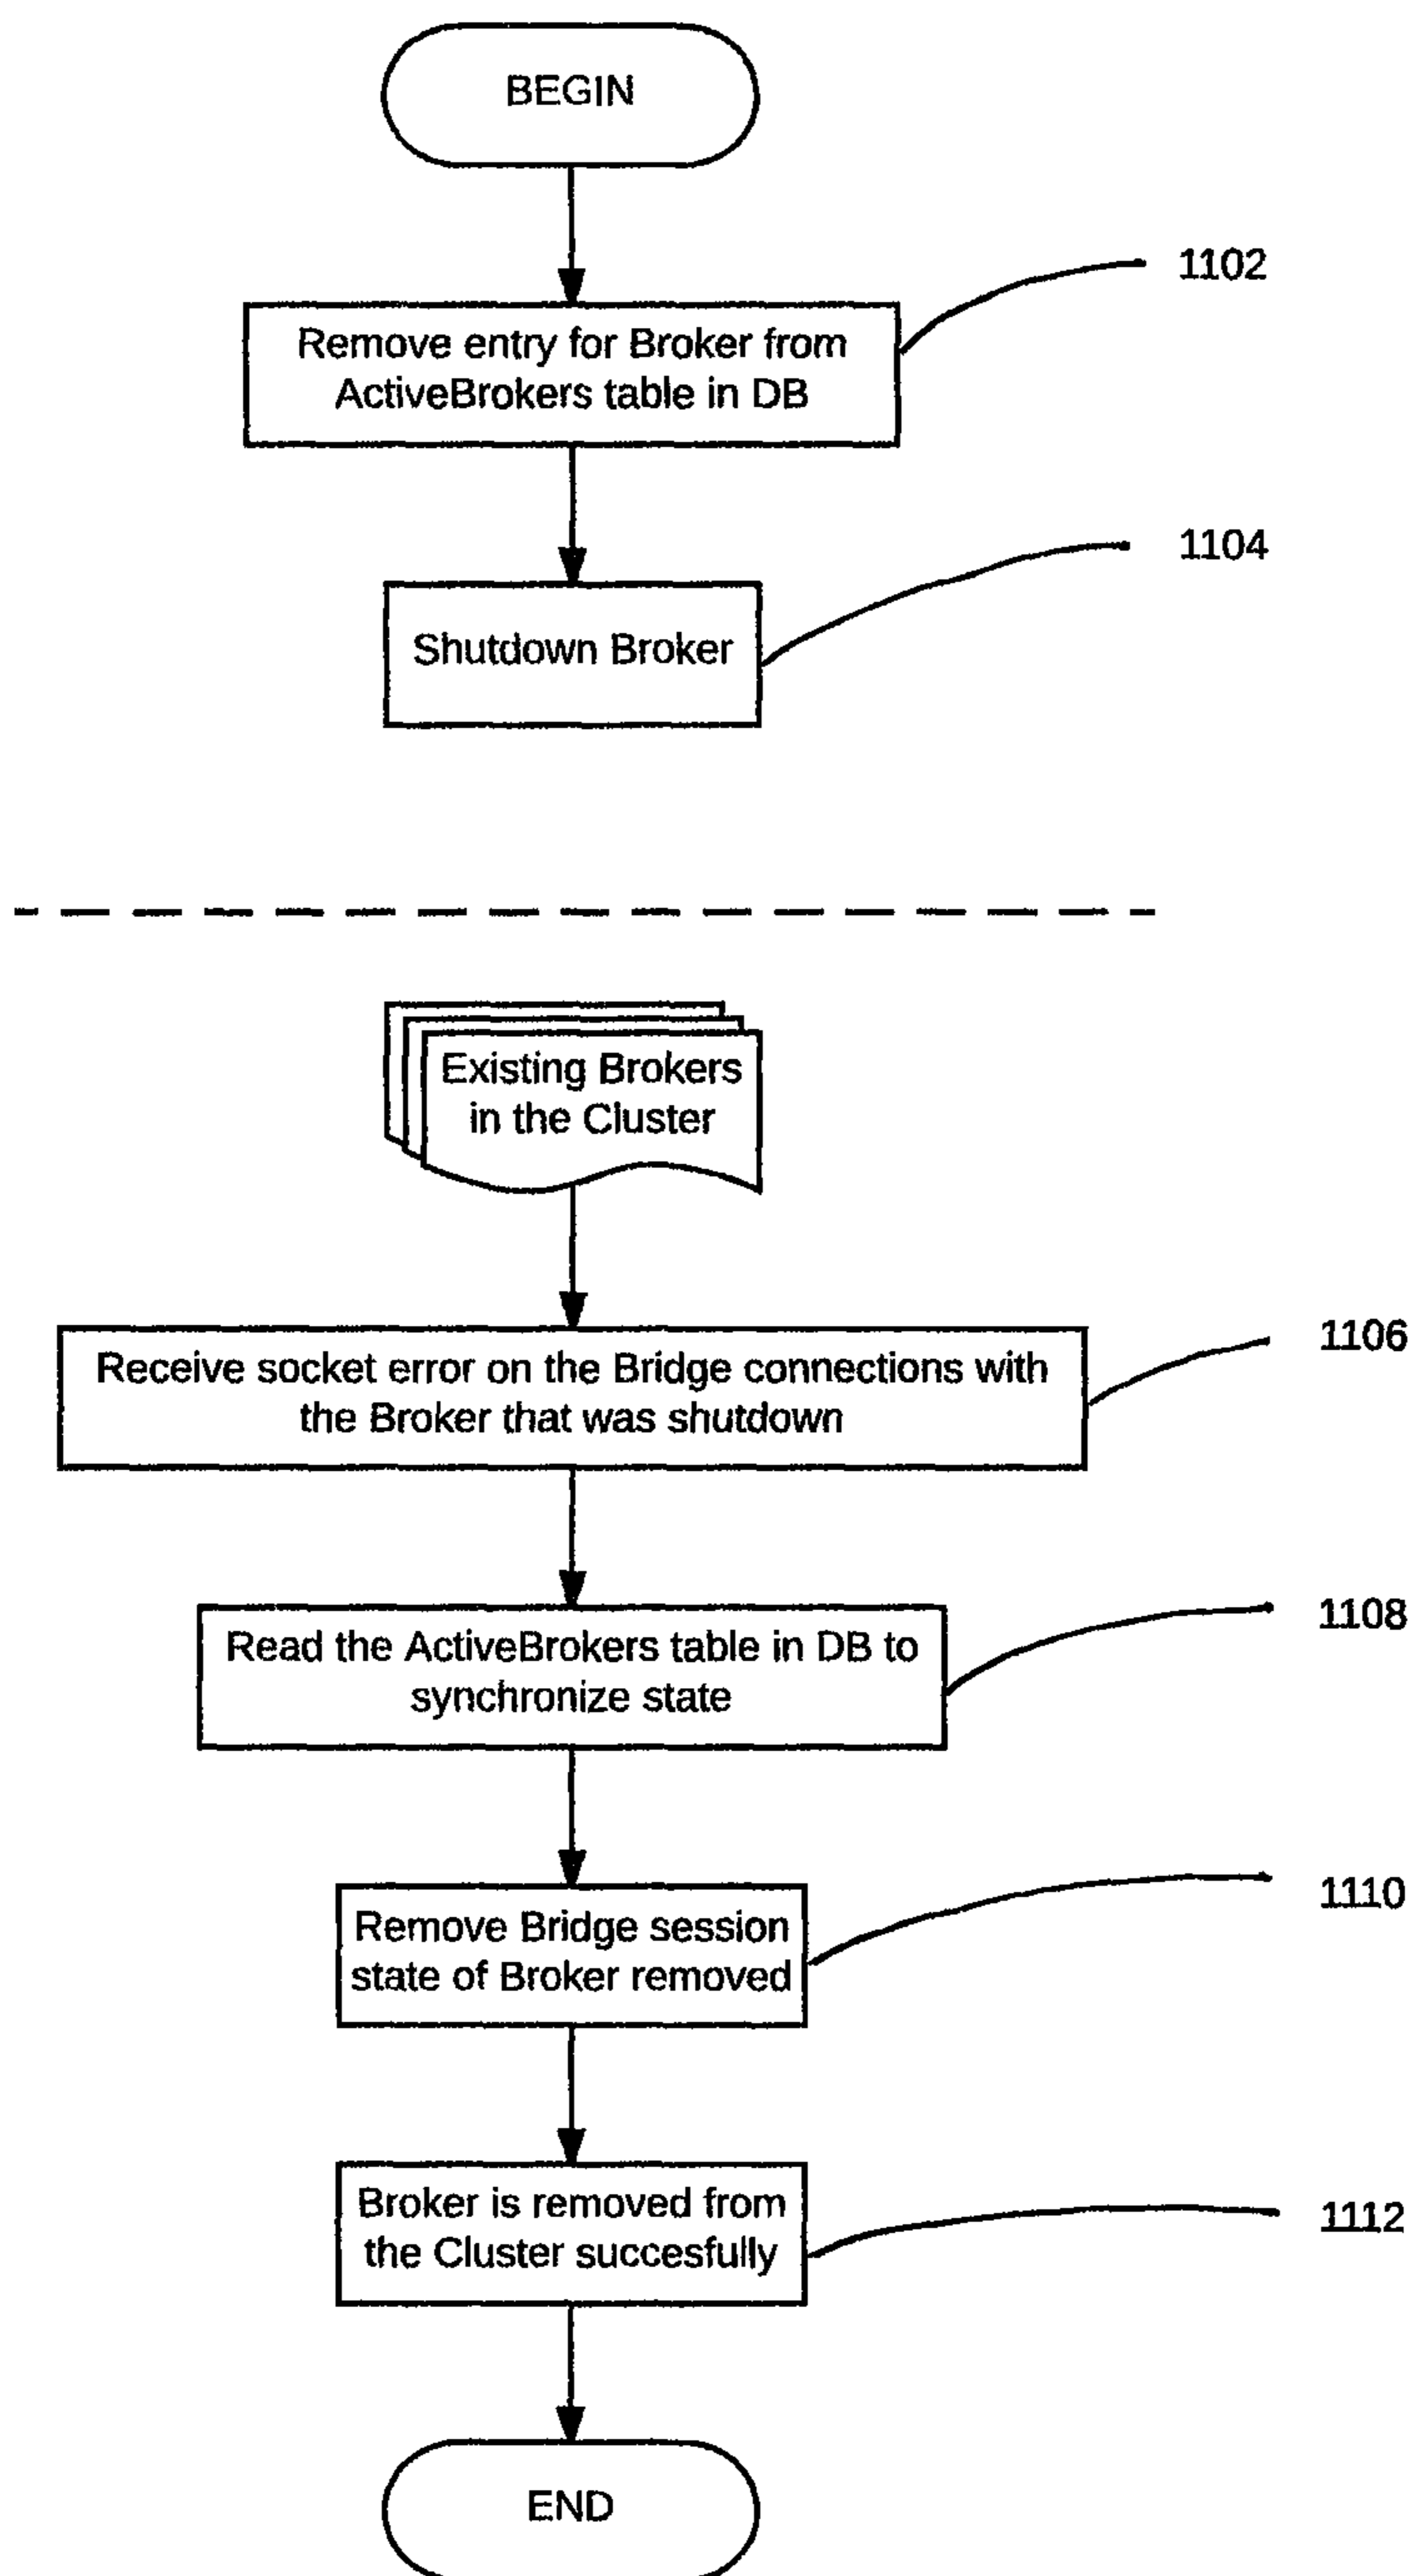 BEGIN
1102
Remove entry for Broker from
ActiveBrokers table in DB
1104
Shutdown Broker
Existing Brokers
in the Cluster
1106
Receive socket error on the Bridge connections with
the Broker that was shutdown
1108
Read the ActiveBrokers table in DB to
synchronize state
1110
Remove Bridge session
state of Broker removed
1112
Broker is removed from
the Cluster succesfully
END